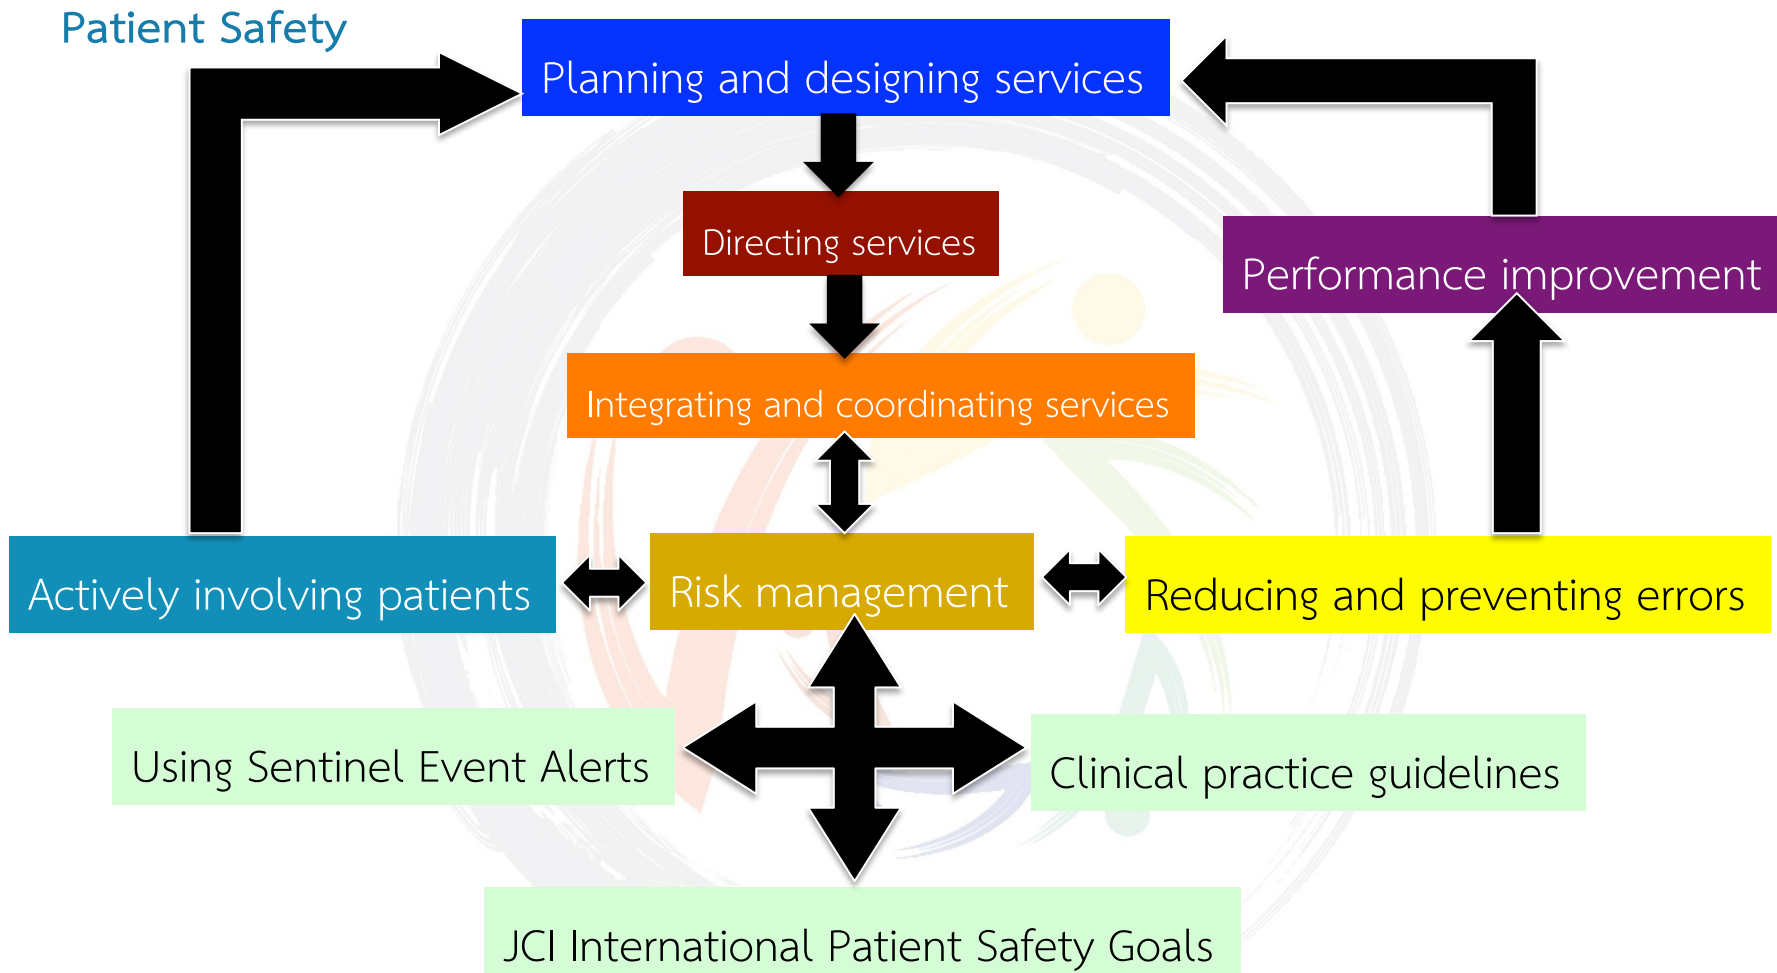 Patient Safety
Planning and designing services
Directing services
Performance improvement
Integrating and coordinating services
Actively involving patients
Risk management
Reducing and preventing errors
Using Sentinel Event Alerts
Clinical practice guidelines
JCI International Patient Safety Goals